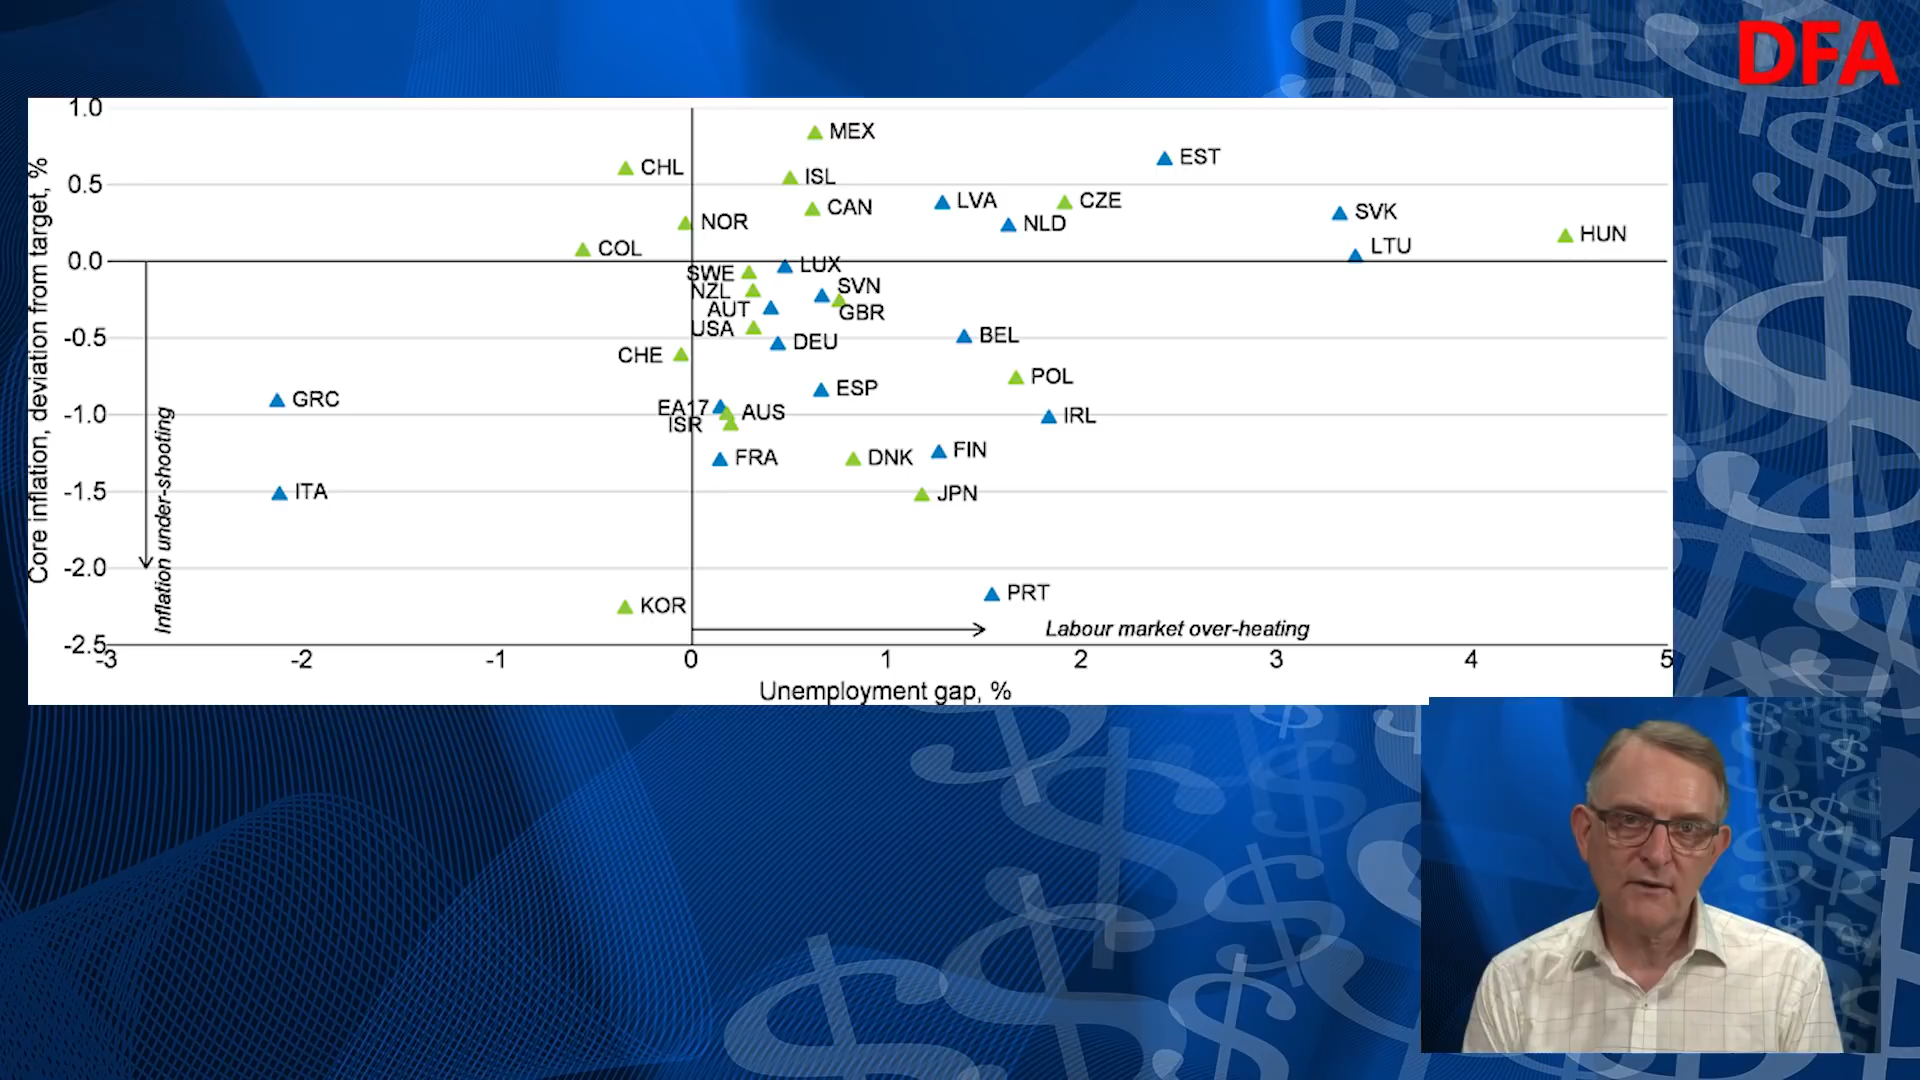 DFA
1.0
MEX
EST
CHL
ISL
0.5
LVA
CZE
CAN
SVK
NOR
NLD
HUN
COL
LTU
0.0
LUX
SWE
SVN
NZL
AUT
GBR
USA
-0.5
DEU
BEL
CHE
POL
ESP
GRC
EA17
AUS
-1.0
IRL
ISR
FIN
FRA
DNK
-1.5
ITA
JPN
-2.0
PRT
KOR
Labour market over-heating
-2.5
Core inflation, deviation from target, %
Inflation under-shooting
-3 -2 -1 0 1 2 3 4 5
Unemployment gap, %